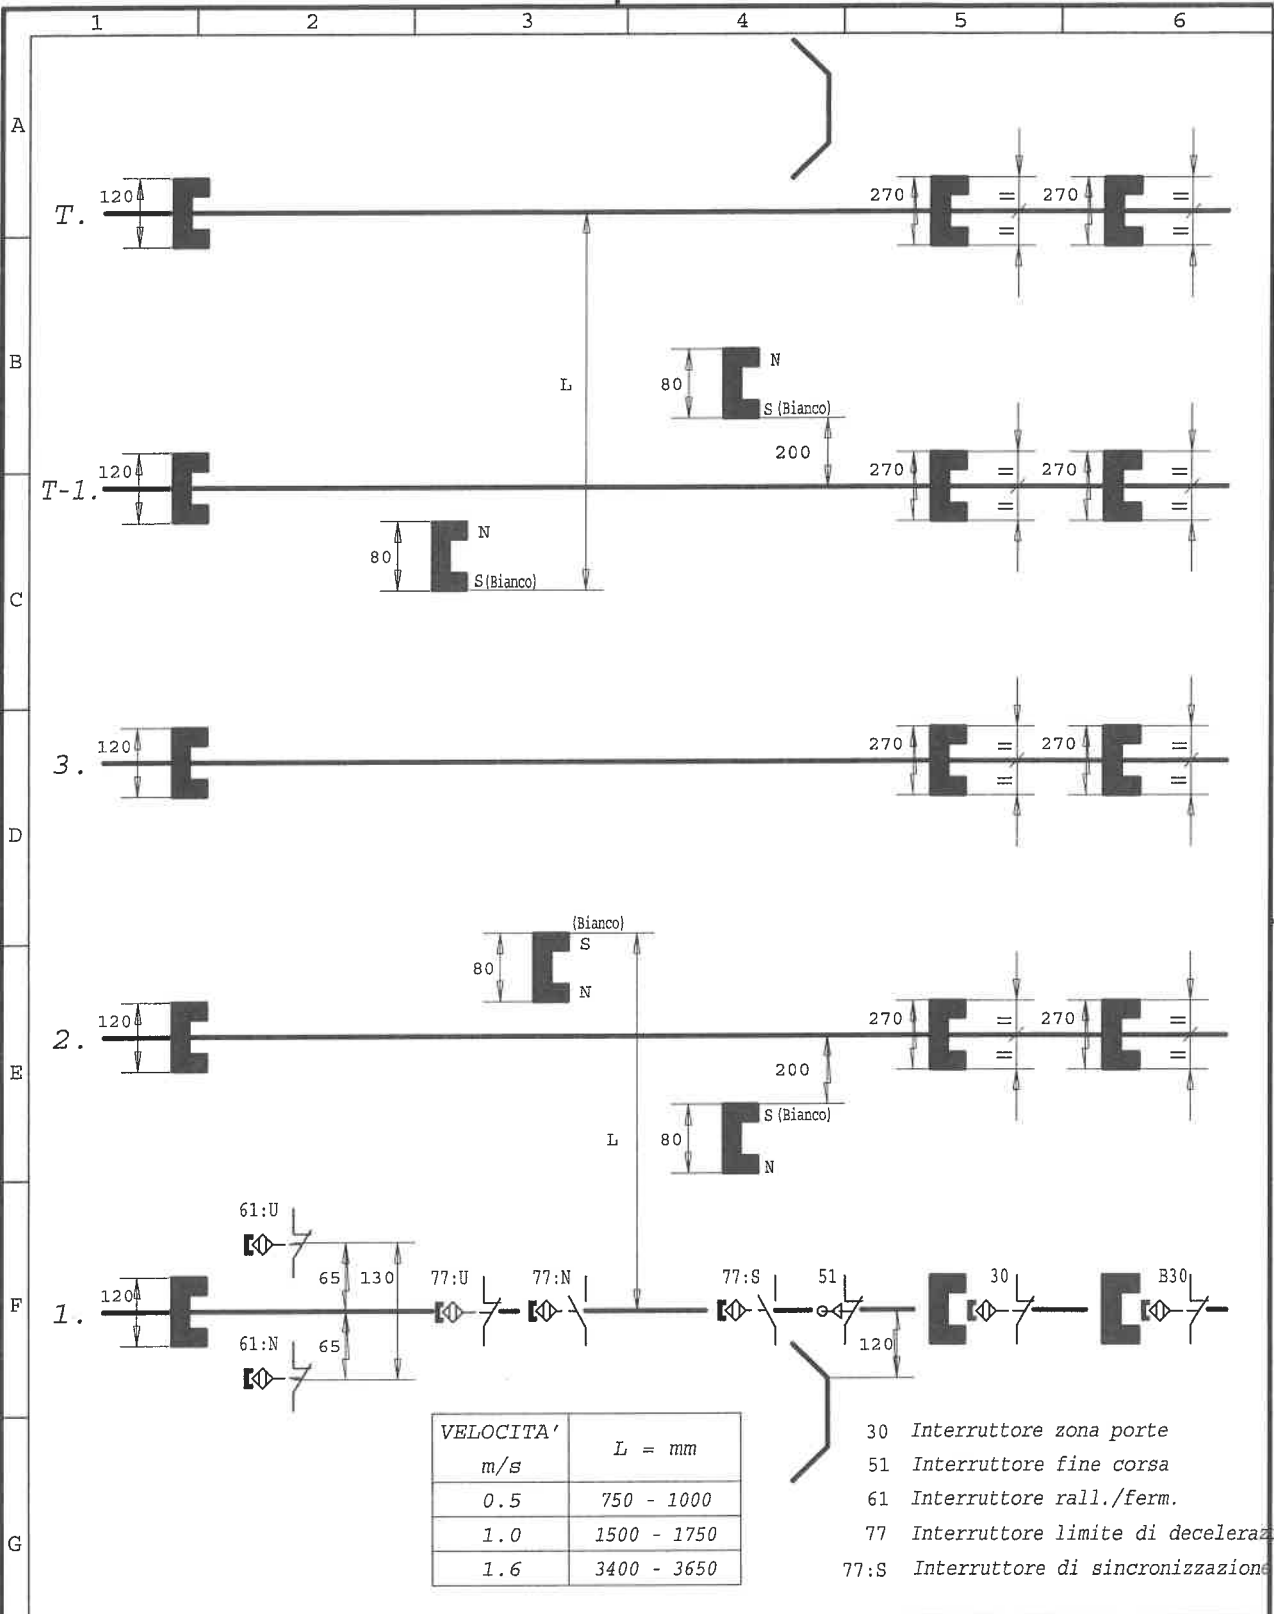 1 2 3 4 5 6
A
120 270 = 270 =
T.
= =
B
N
L 80
S (Bianco)
200
120 270 = 270 =
T-1.
= =
N
80
S(Bianco)
C
120 270 = 270 =
3.
= =
D
(Bianco)
S
80
N
120 270 = 270 =
2.
= =
E
200
S (Bianco)
L 80
N
61:U
65 130 77:U 77:N 77:S 51 30 B30
120
F
1.
61:N 65 120
VELOCITA' m/s L = mm
0.5 750 - 1000
1.0 1500 - 1750
1.6 3400 - 3650
G
30 Interruttore zona porte
51 Interruttore fine corsa
61 Interruttore rall./ferm.
77 Interruttore limite di deceleraz
77:S Interruttore di sincronizzazione